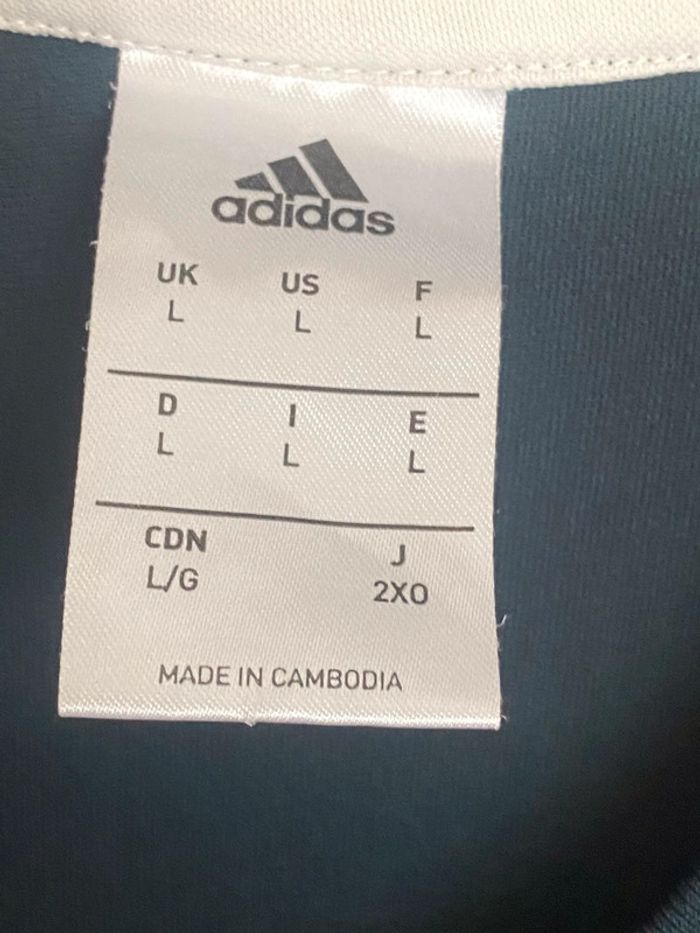 adidas
UK US F
L L L
D I E
L L L
CDN J
L/G 2XO
MADE IN CAMBODIA